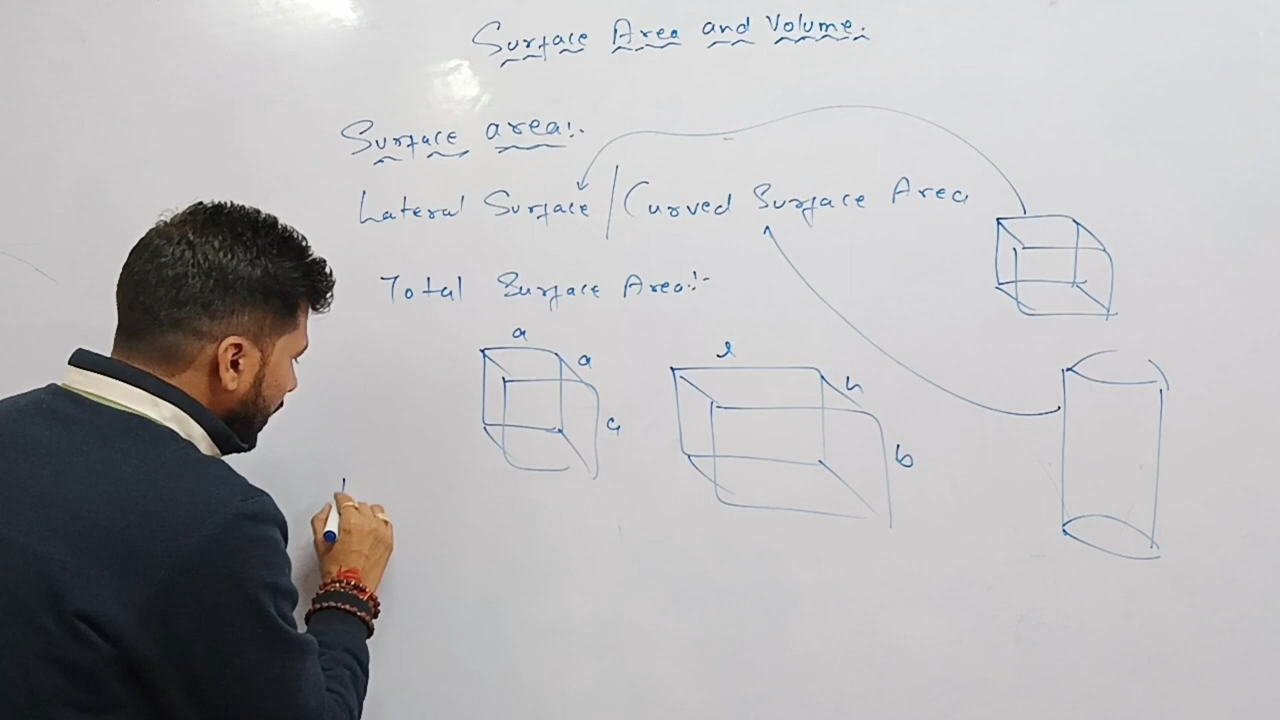 Surface Area and Volume.
Surface area:.
Lateral Surface / Curved Surface Area
Total Surface Area:-
a
a
a
l
h
b